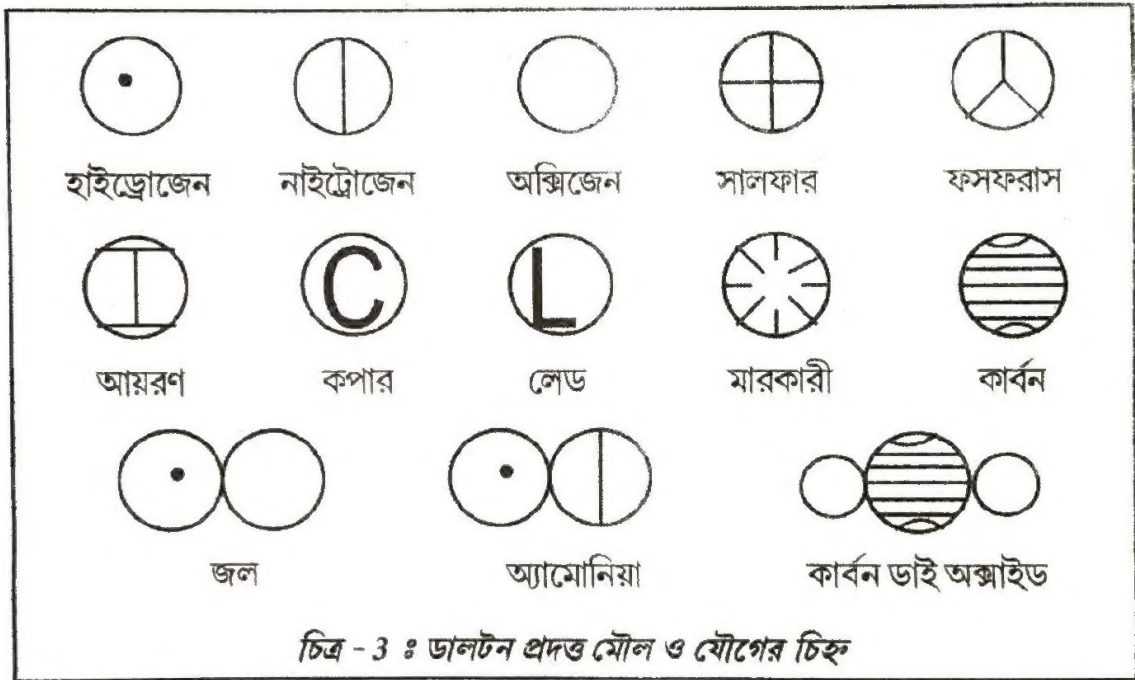 হাইড্রোজেন নাইট্রোজেন অক্সিজেন সালফার ফসফরাস
C L
আয়রণ কপার লেড মারকারী কার্বন
জল অ্যামোনিয়া কার্বন ডাই অক্সাইড
চিত্র - 3 ঃ ডালটন প্রদত্ত মৌল ও যৌগের চিহ্ন